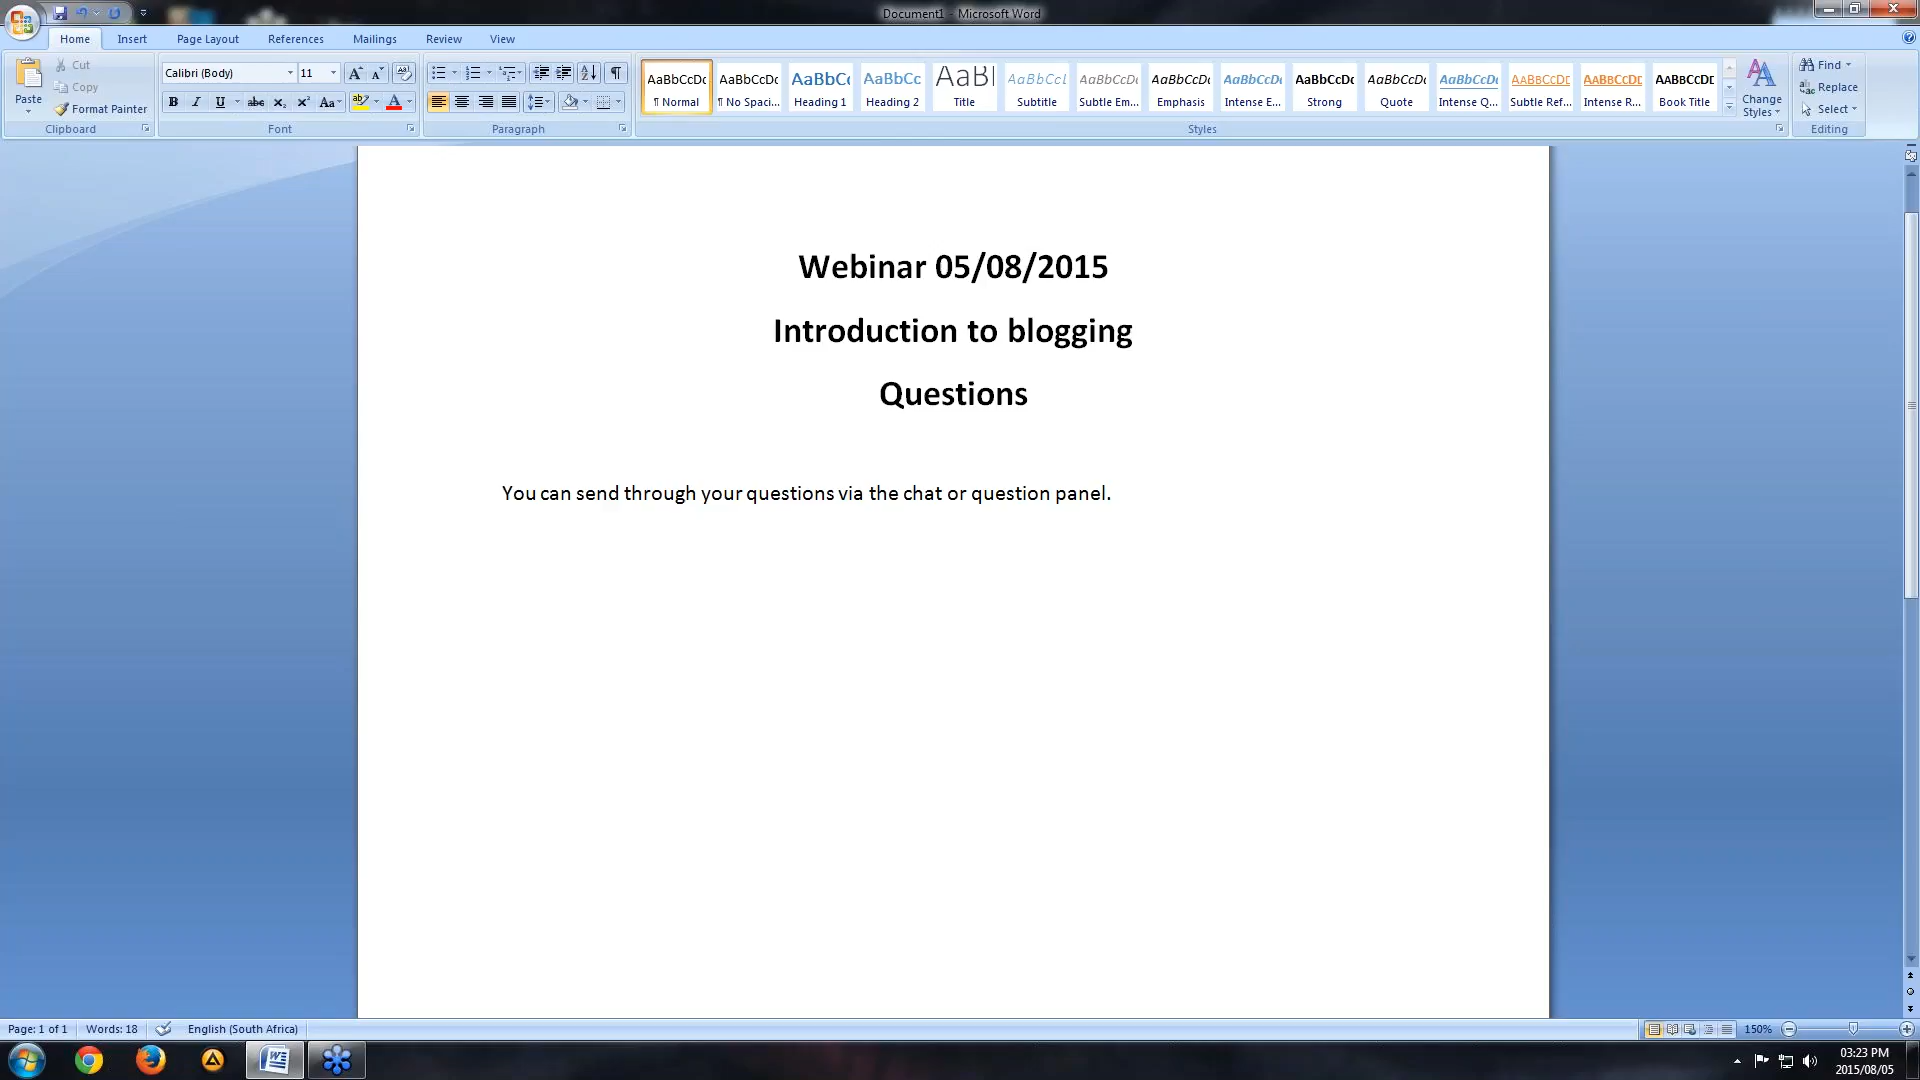 Document1 - Microsoft Word
Home Insert Page Layout References Mailings Review View
Paste
Cut
Copy
Format Painter
Clipboard
Calibri (Body) 11
Font
Paragraph
AaBbCcDc AaBbCcDc AaBbC AaBbCc AaB AaBbCc AaBbCcDc AaBbCcDc AaBbCcDc AaBbCcDc AaBbCcDc AaBbCcDc AABBCCDD AABBCCDD AABBCCDD
¶ Normal ¶ No Spaci... Heading 1 Heading 2 Title Subtitle Subtle Em... Emphasis Intense E... Strong Quote Intense Q... Subtle Ref... Intense R... Book Title
Change Styles
Styles
Find
Replace
Select
Editing
Webinar 05/08/2015
Introduction to blogging
Questions
You can send through your questions via the chat or question panel.
Page: 1 of 1 Words: 18 English (South Africa) 150%
03:23 PM
2015/08/05